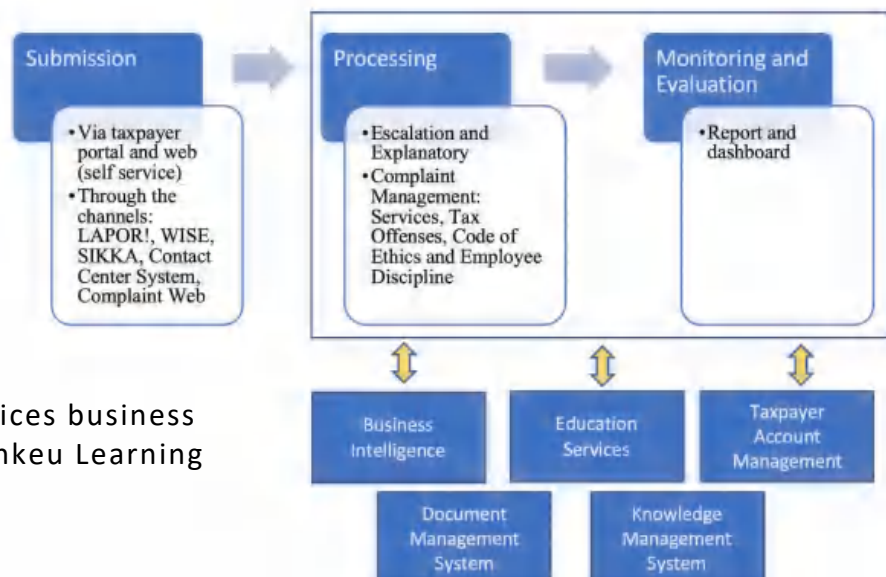 Submission
•Via taxpayer
portal and web
(self service)
•Through the
channels:
LAPOR!, WISE,
SIKKA, Contact
Center System,
Complaint Web
Processing
•Escalation and
Explanatory
•Complaint
Management:
Services, Tax
Offenses, Code of
Ethics and Employee
Discipline
Monitoring and
Evaluation
•Report and
dashboard
ices business
nkeu Learning
Business
Intelligence
Education
Services
Taxpayer
Account
Management
Document
Management
System
Knowledge
Management
System